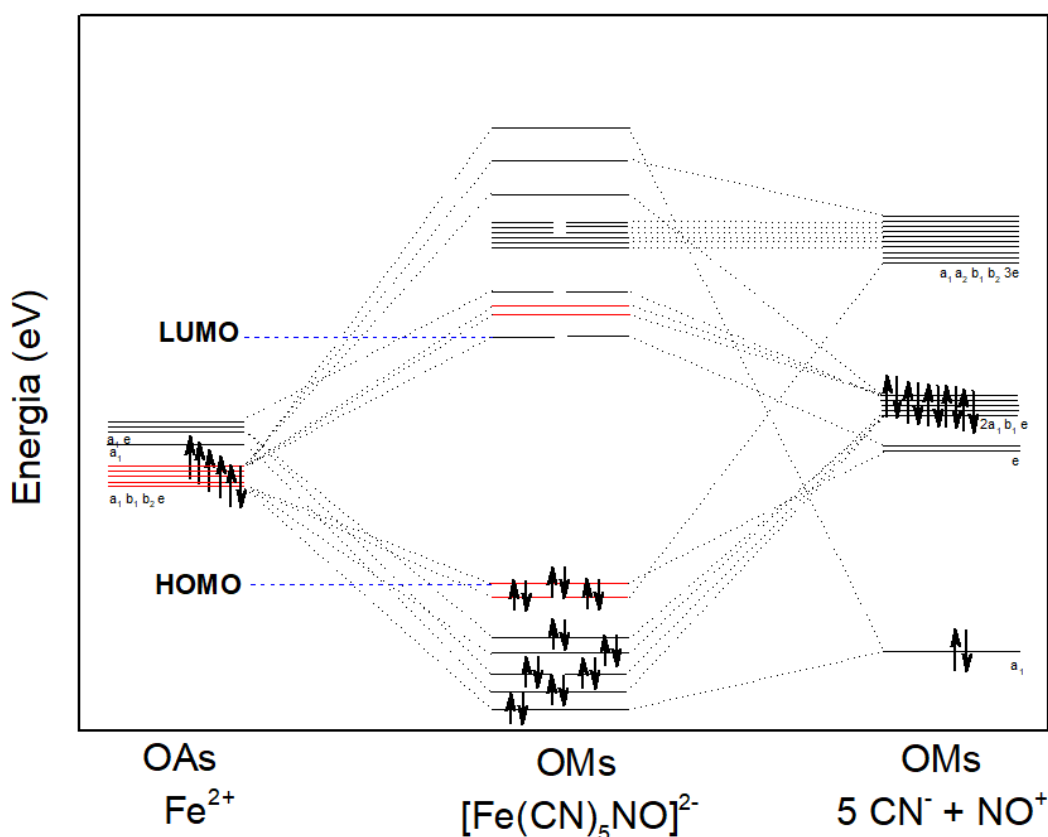 Energia (eV)
LUMO
HOMO
a₁ e
a₁
a₁ b₁ b₂ e
a₁ a₂ b₁ b₂ 3e
2a₁ b₁ e
e
a₁
OAs
Fe²⁺
OMs
[Fe(CN)₅NO]²⁻
OMs
5 CN⁻ + NO⁺